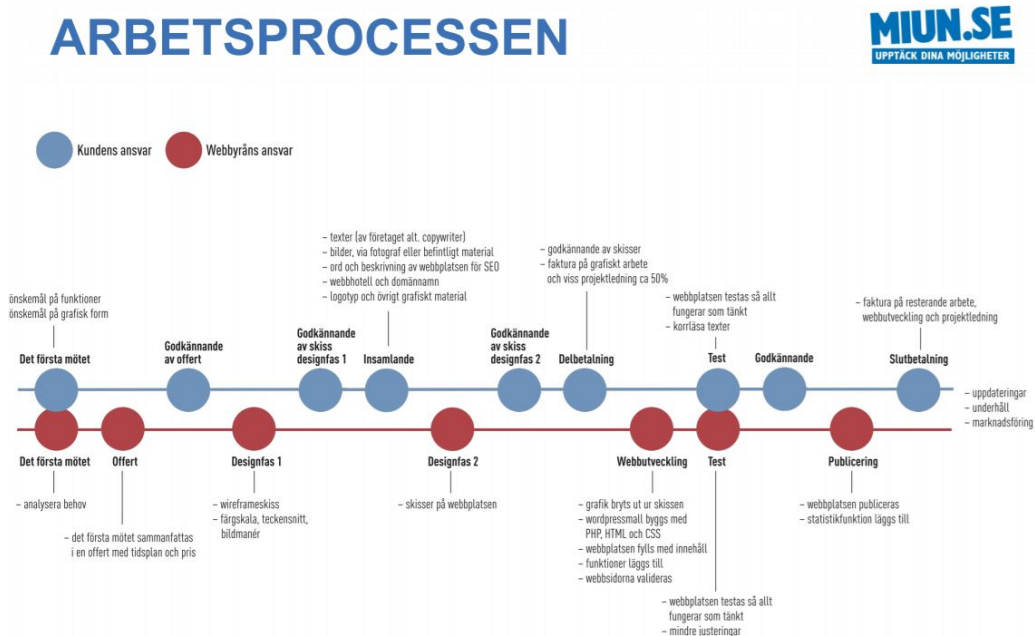 ARBETSPROCESSEN
MIUN.SE
UPPTÄCK DINA MÖJLIGHETER
Kundens ansvar
Webbyråns ansvar
önskemål på funktioner
önskemål på grafisk form
Det första mötet
Godkännande
av offert
Godkännande
av skiss
designfas 1
– texter (av företaget alt. copywriter)
– bilder, via fotograf eller befintligt material
– ord och beskrivning av webbplatsen för SEO
– webbhotell och domännamn
– logotyp och övrigt grafiskt material
Insamlande
Godkännande
av skiss
designfas 2
– godkännande av skisser
– faktura på grafiskt arbete
och viss projektledning ca 50%
Delbetalning
– webbplatsen testas så allt
fungerar som tänkt
– korrläsa texter
Test
Godkännande
– faktura på resterande arbete,
webbutveckling och projektledning
Slutbetalning
– uppdateringar
– underhåll
– marknadsföring
Det första mötet
– analysera behov
Offert
– det första mötet sammanfattas
i en offert med tidsplan och pris
Designfas 1
– wireframeskiss
– färgskala, teckensnitt,
bildmanér
Designfas 2
– skisser på webbplatsen
Webbutveckling
– grafik bryts ut ur skissen
– wordpressmall byggs med
PHP, HTML och CSS
– webbplatsen fylls med innehåll
– funktioner läggs till
– webbsidorna valideras
Test
– webbplatsen testas så allt
fungerar som tänkt
– mindre justeringar
Publicering
– webbplatsen publiceras
– statistikfunktion läggs till